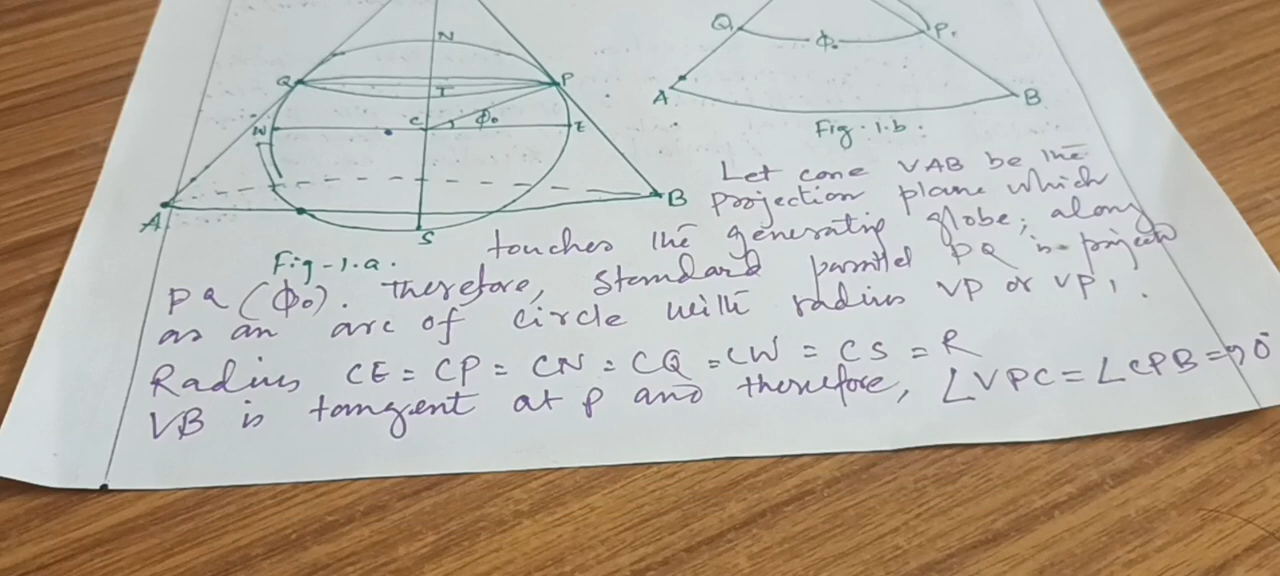 N
Q
P
I
W
C
Φ₀
E
A
B
S
Fig-1.a.
Q₁
Φ₀
P₁
A
B
Fig. 1.b.
Let cone VAB be the
projection plane which
touches the generating globe; along
PQ (Φ₀). Therefore, Standard parallel PQ is project
as an arc of circle with radius VP or VP₁.
Radius CE = CP = CN = CQ = CW = CS = R
VB is tangent at P and therefore, ∠VPC = ∠CPB = 90°